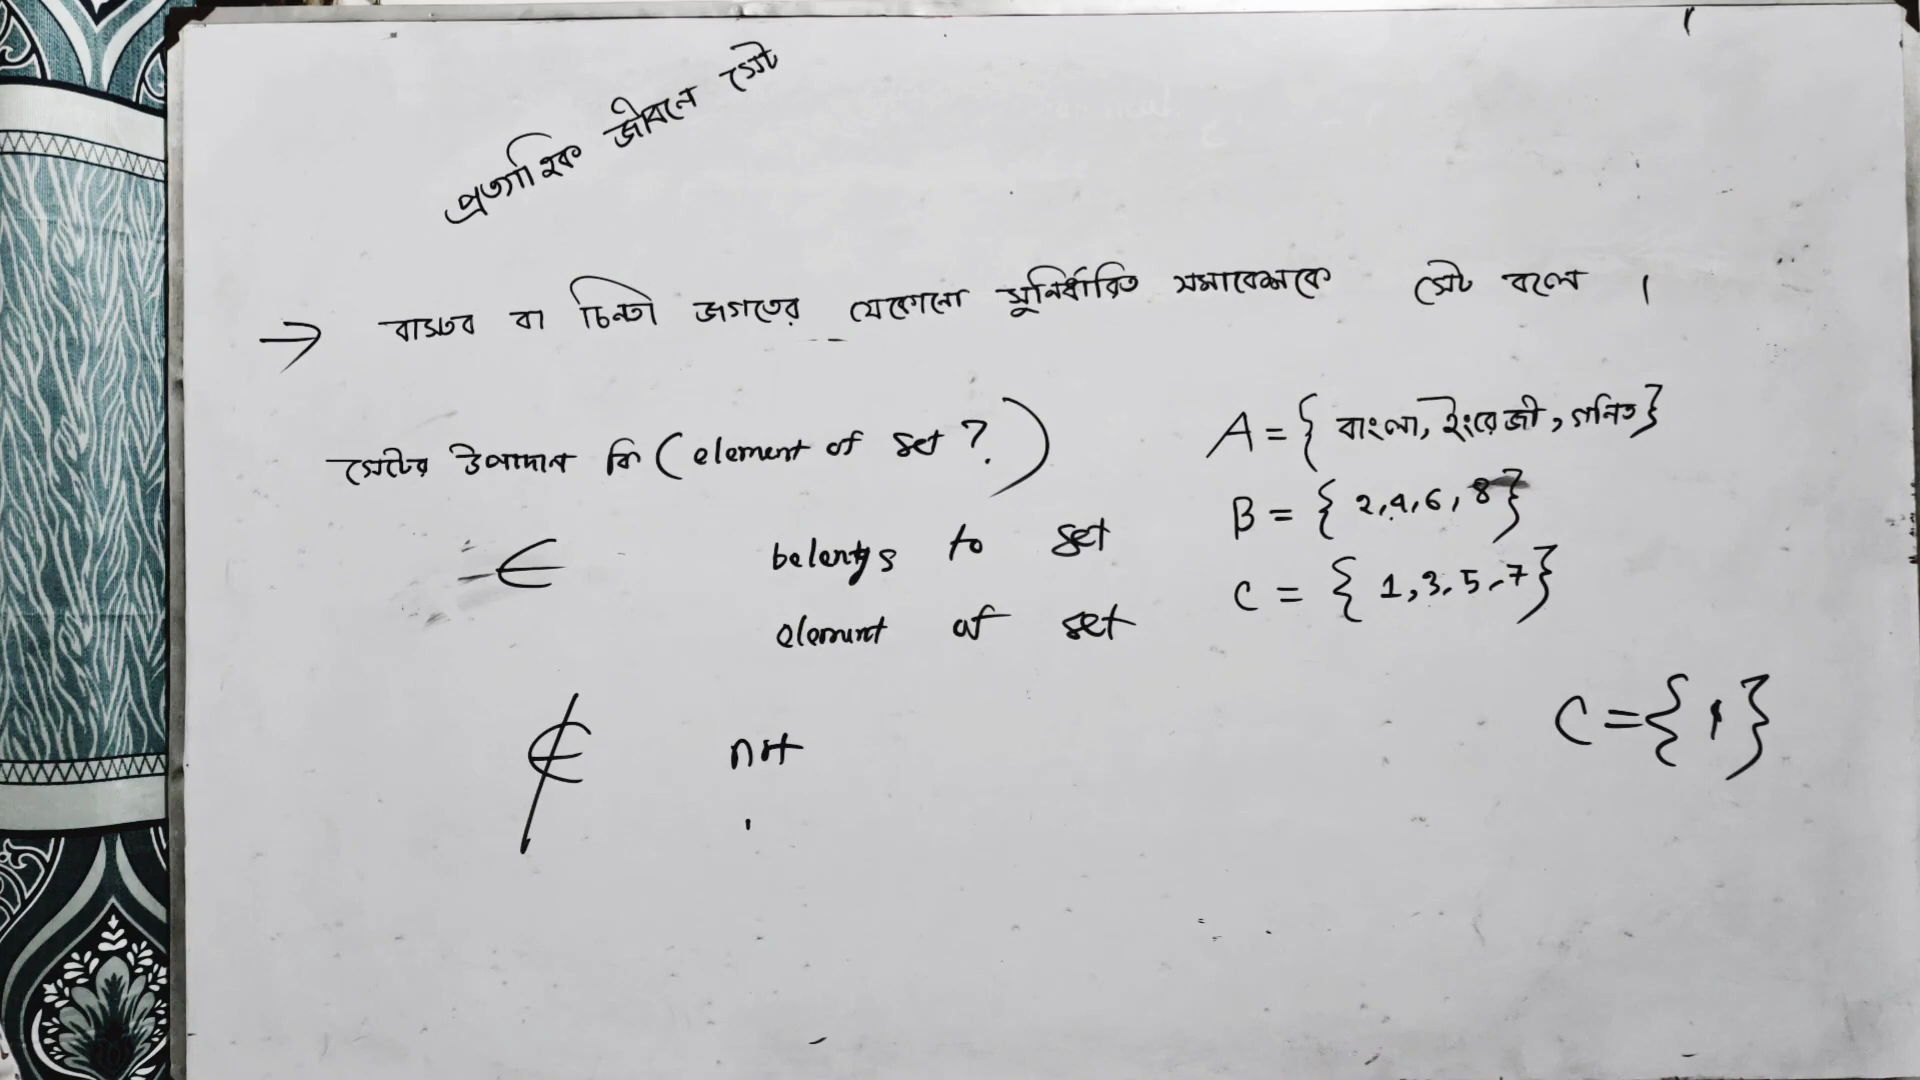 প্রত্যাহিক জীবনে সেট
→ বাস্তব বা চিন্তা জগতের যেকোনো সুনির্ধারিত সমাবেশকে সেট বলে ।
সেটের উপাদান কি (element of set ?)
A = { বাংলা, ইংরেজী, গনিত}
B = { 2,4,6, 8}
∈ belongs to set
C = { 1,3,5,7}
element of set
∉ not
C = { 1 }